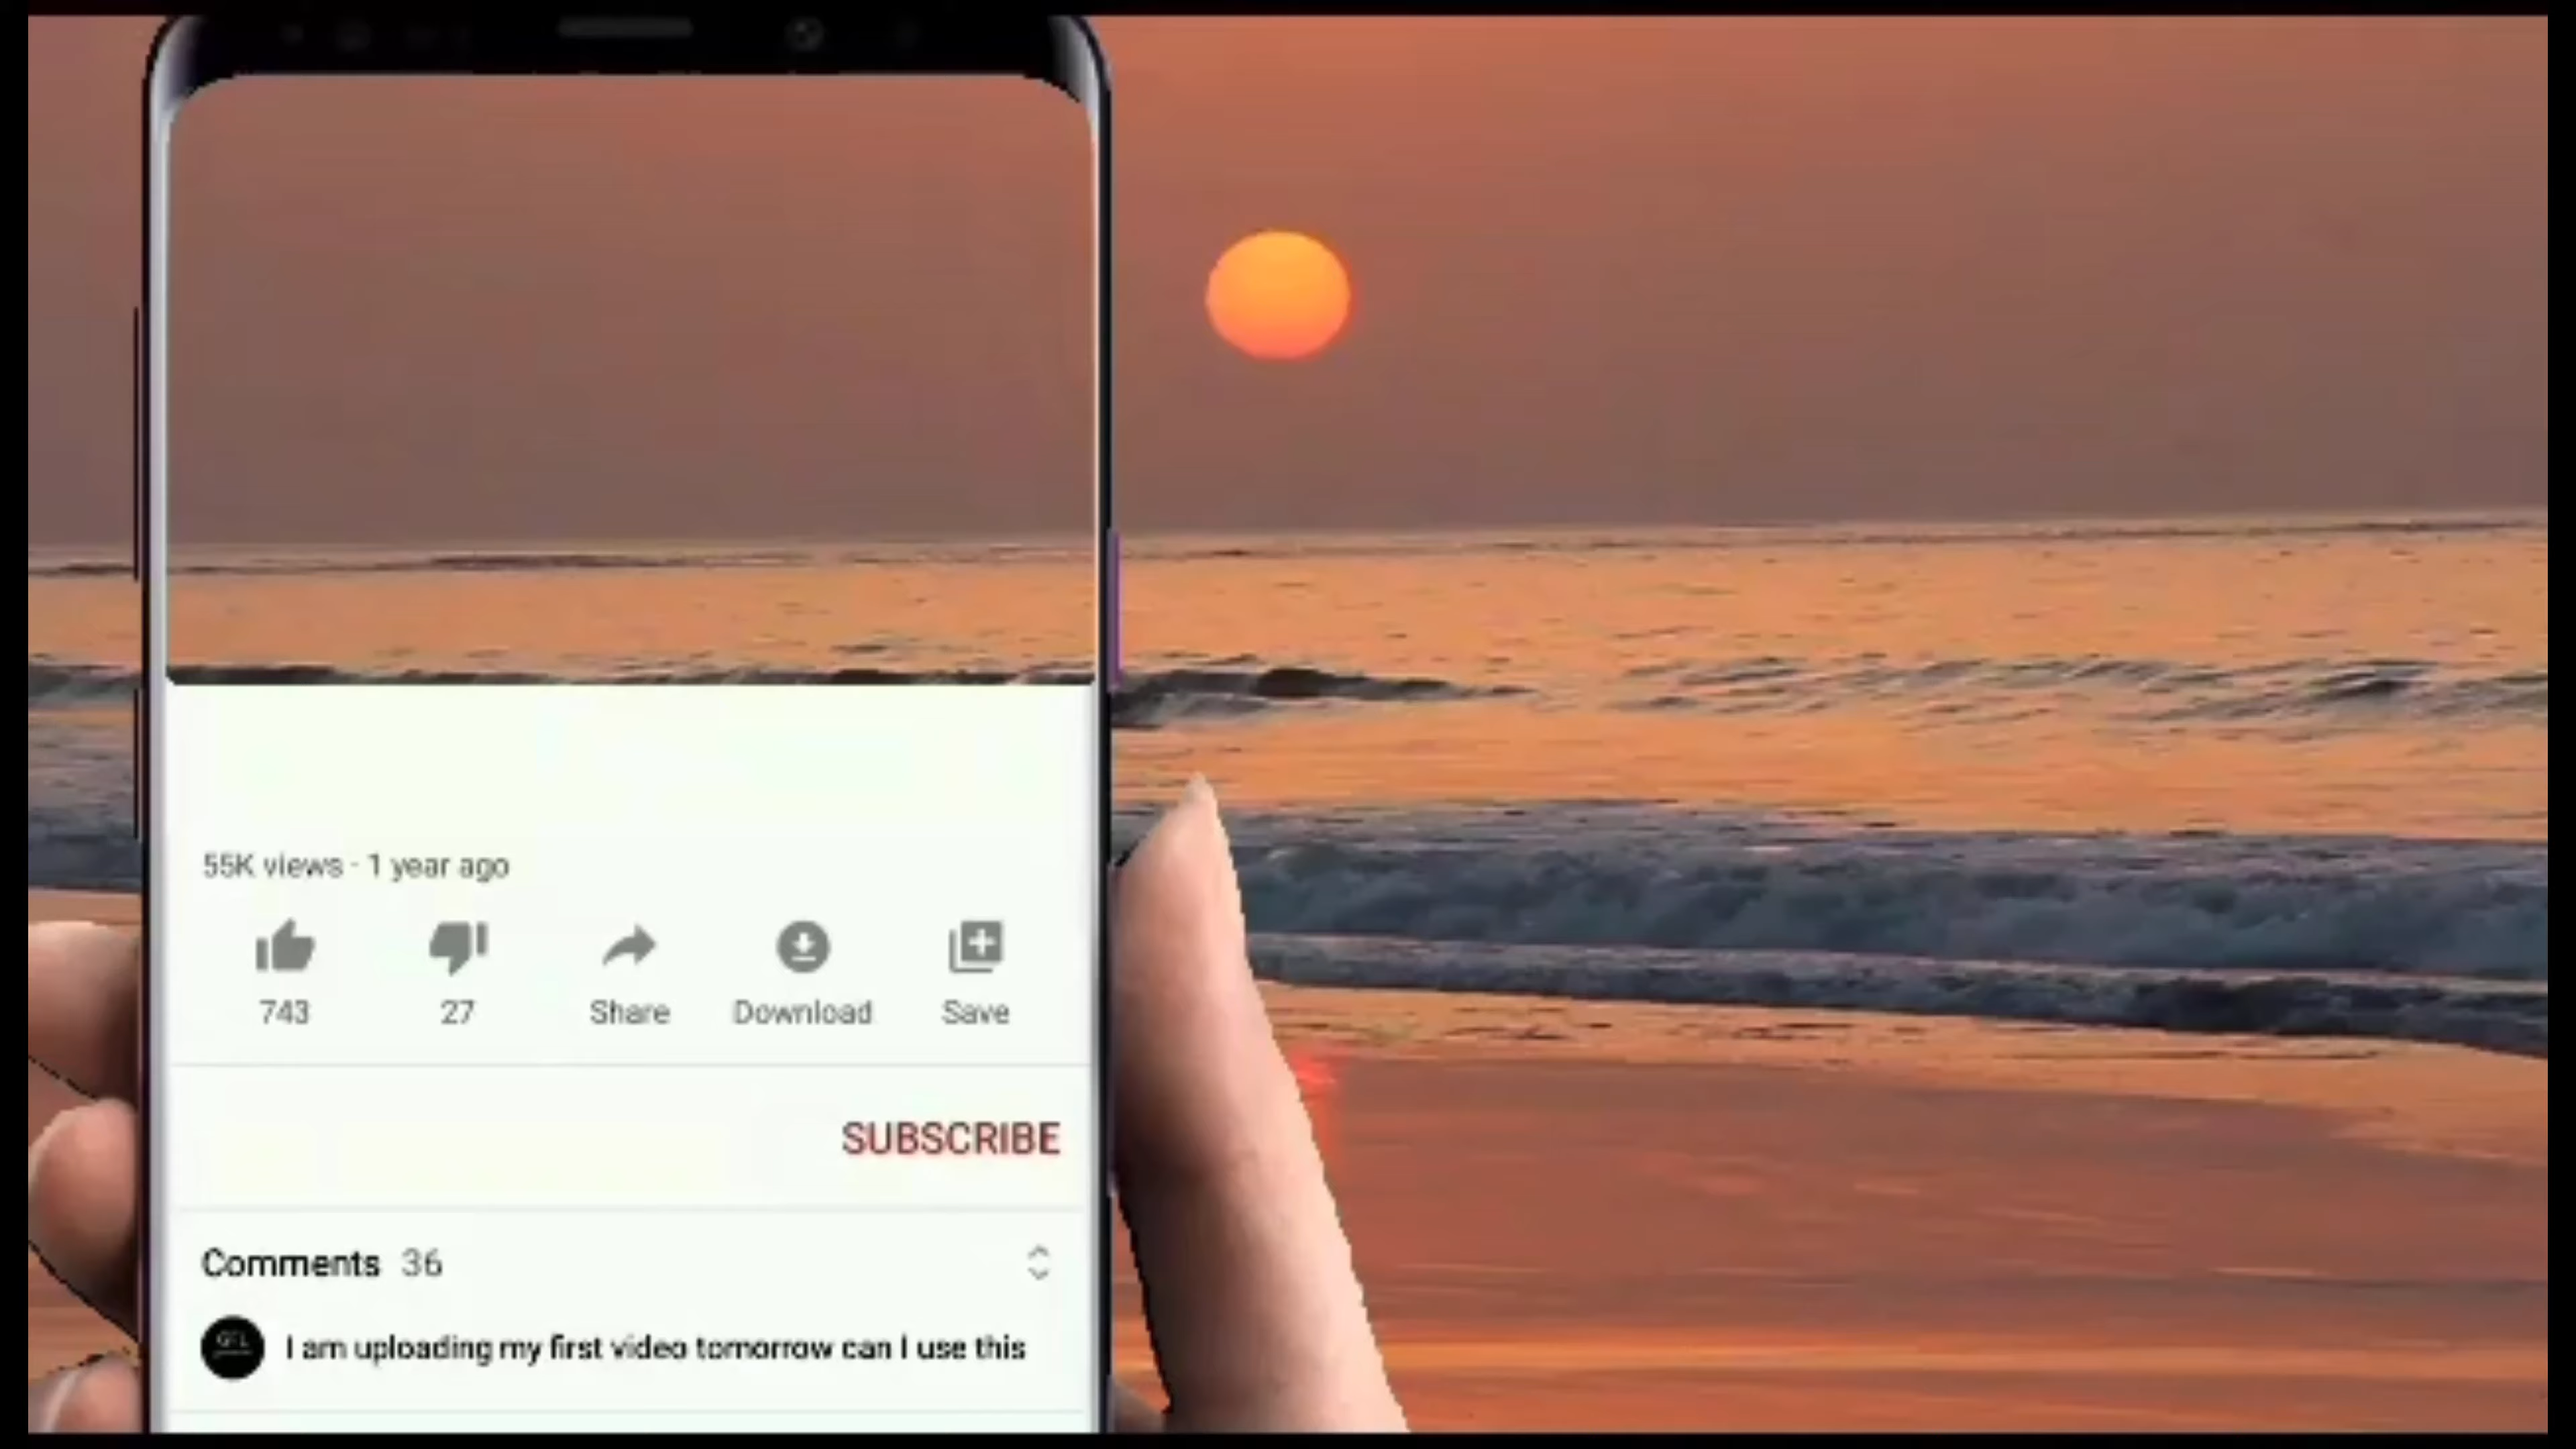 55K views · 1 year ago
743 27 Share Download Save
SUBSCRIBE
Comments 36
I am uploading my first video tomorrow can I use this